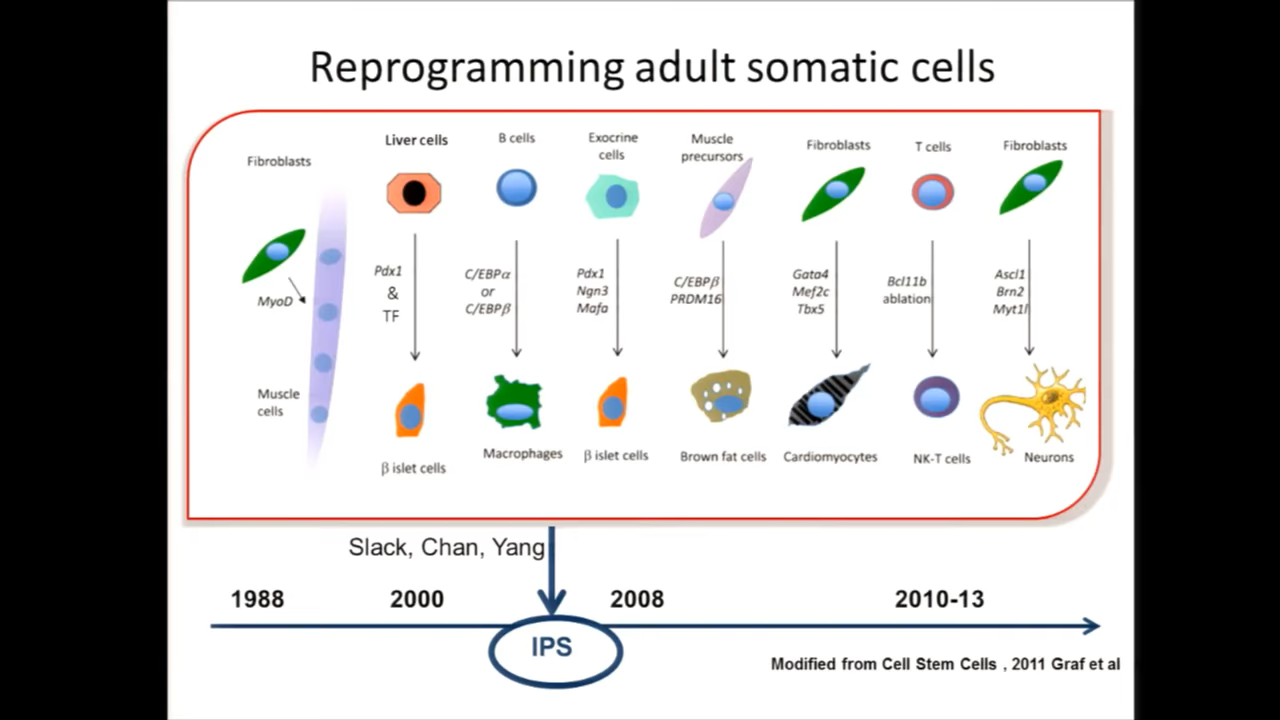 Reprogramming adult somatic cells
Fibroblasts
MyoD
Muscle
cells
Liver cells
Pdx1
&
TF
β islet cells
B cells
C/EBPα
or
C/EBPβ
Macrophages
Exocrine
cells
Pdx1
Ngn3
Mafa
β islet cells
Muscle
precursors
C/EBPβ
PRDM16
Brown fat cells
Fibroblasts
Gata4
Mef2c
Tbx5
Cardiomyocytes
T cells
Bcl11b
ablation
NK-T cells
Fibroblasts
Ascl1
Brn2
Myt1l
Neurons
Slack, Chan, Yang
1988
2000
2008
2010-13
IPS
Modified from Cell Stem Cells , 2011 Graf et al